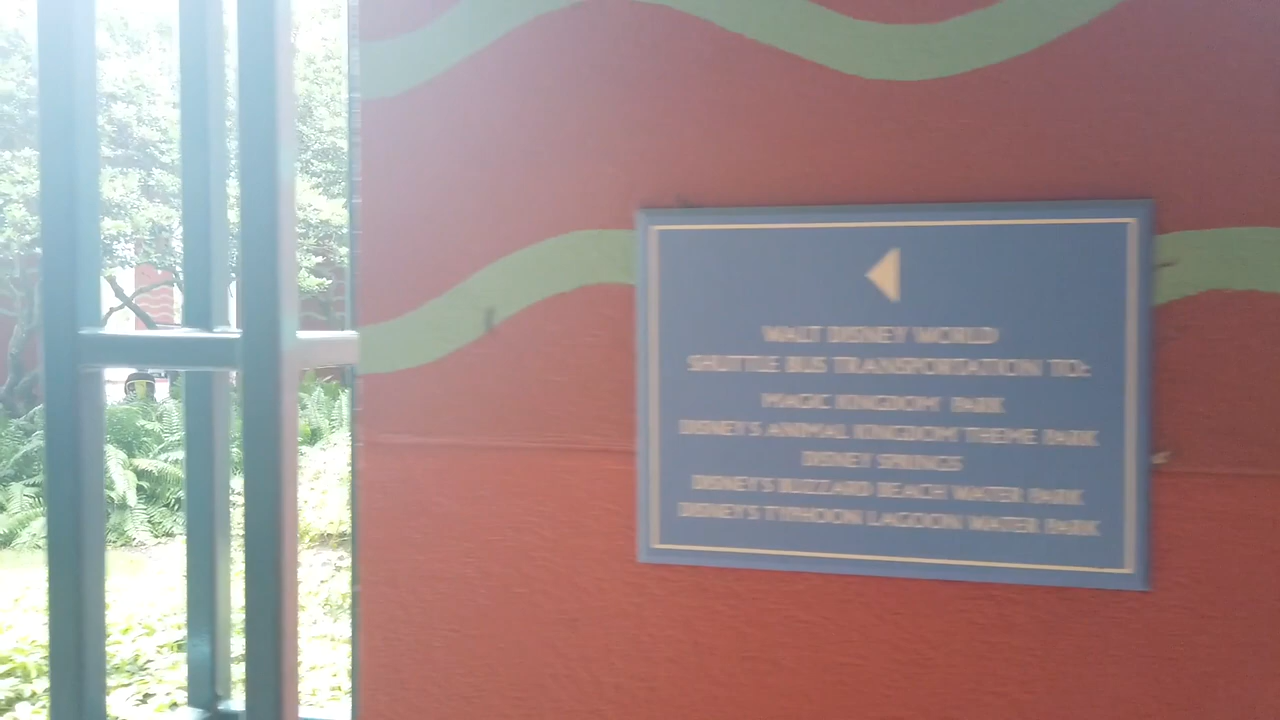 WALT DISNEY WORLD
SHUTTLE BUS TRANSPORTATION TO:
MAGIC KINGDOM PARK
DISNEY'S ANIMAL KINGDOM THEME PARK
DISNEY SPRINGS
DISNEY'S BLIZZARD BEACH WATER PARK
DISNEY'S TYPHOON LAGOON WATER PARK